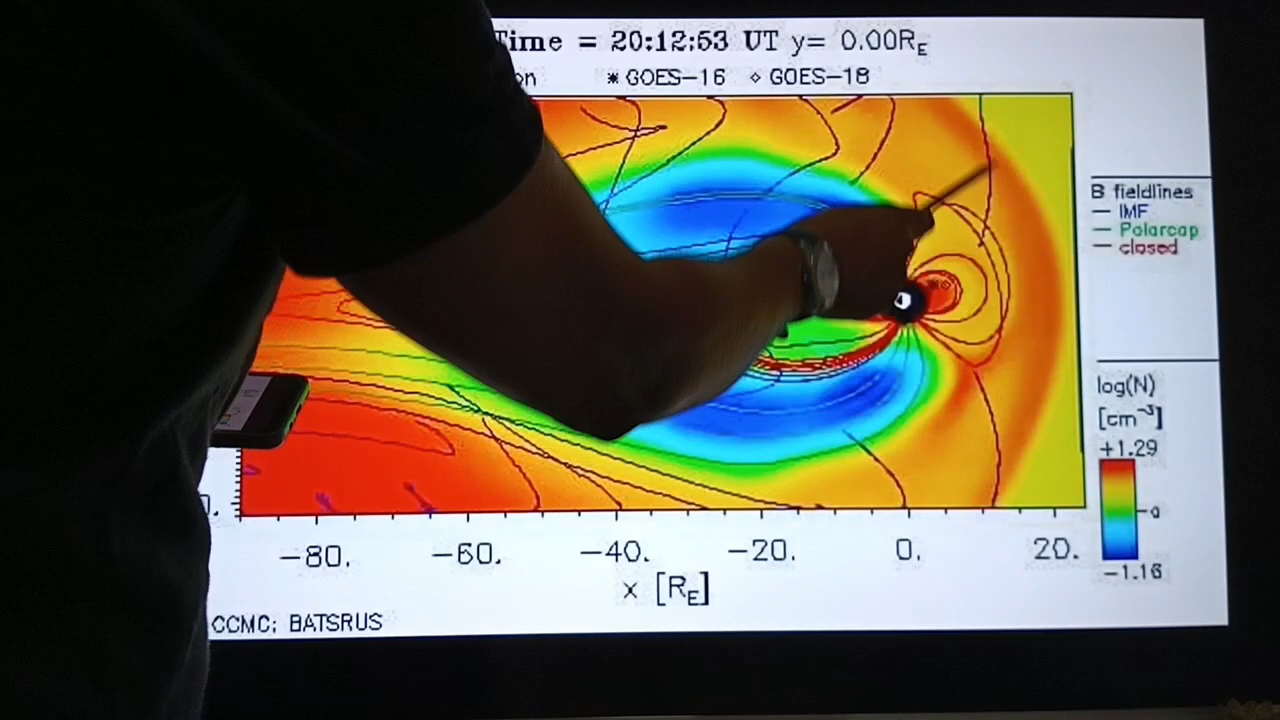 Time = 20:12:53 UT y= 0.00RE
on * GOES-16 ◇ GOES-18
B fieldlines
— IMF
— Polarcap
— closed
log(N)
[cm⁻³]
+1.29
0
-1.16
0.
-80. -60. -40. -20. 0. 20.
x [RE]
CCMC; BATSRUS